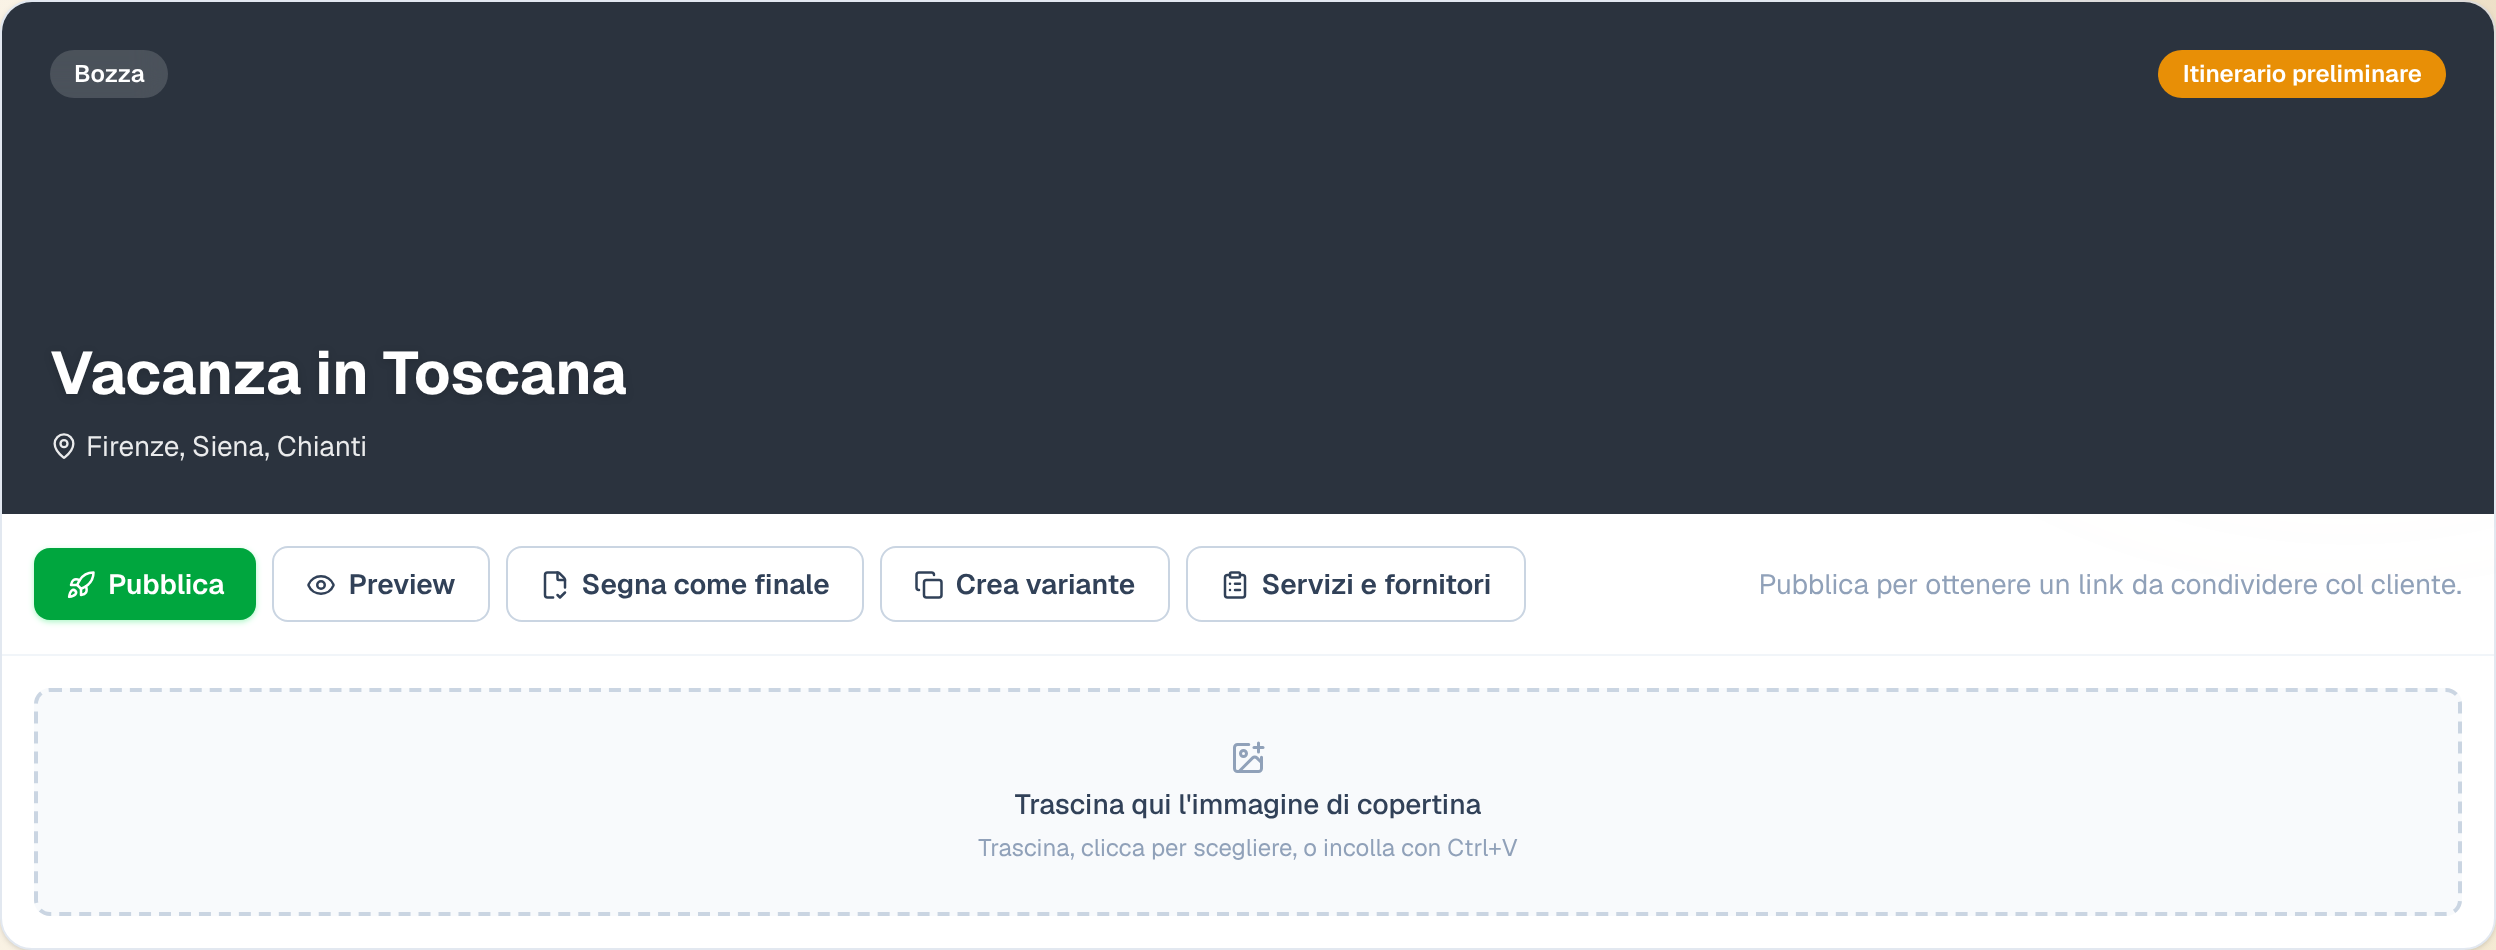 Bozza
Itinerario preliminare
Vacanza in Toscana
Firenze, Siena, Chianti
Pubblica
Preview
Segna come finale
Crea variante
Servizi e fornitori
Pubblica per ottenere un link da condividere col cliente.
Trascina qui l'immagine di copertina
Trascina, clicca per scegliere, o incolla con Ctrl+V